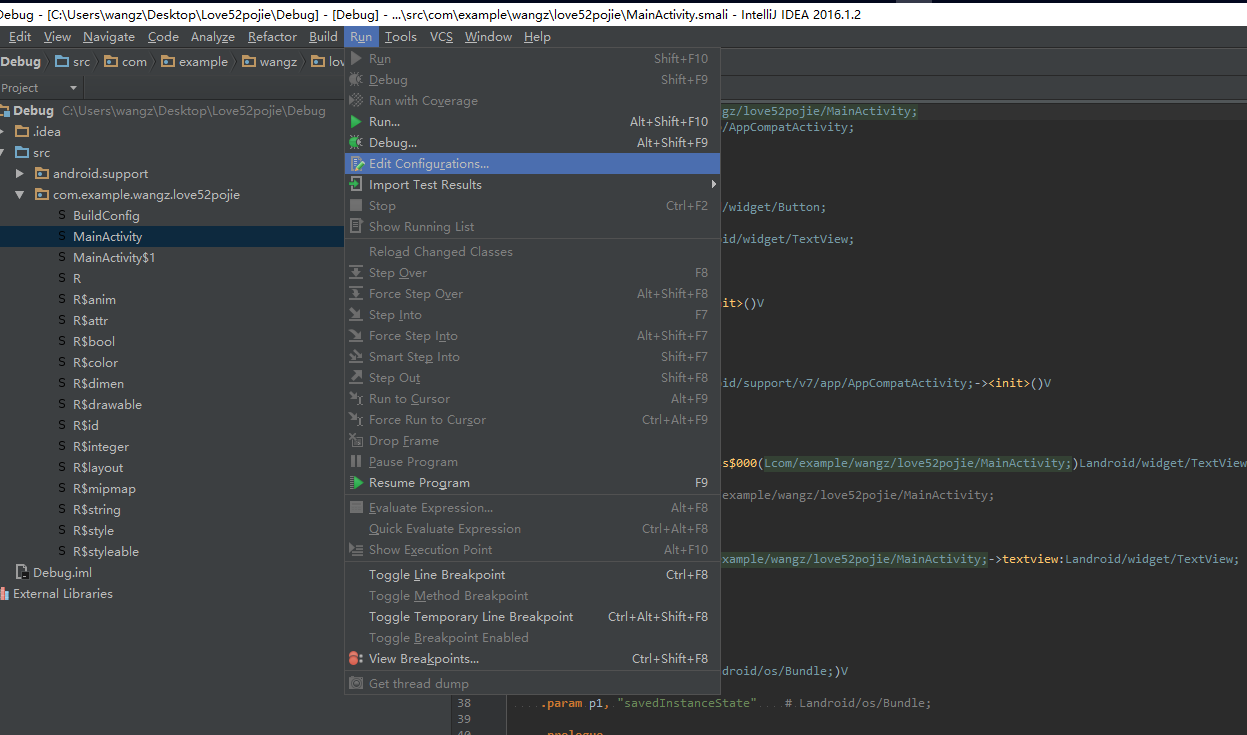 Debug - [C:\Users\wangz\Desktop\Love52pojie\Debug] - [Debug] - ...\src\com\example\wangz\love52pojie\MainActivity.smali - IntelliJ IDEA 2016.1.2
Edit View Navigate Code Analyze Refactor Build Run Tools VCS Window Help
Debug src com example wangz lov
Project
Debug C:\Users\wangz\Desktop\Love52pojie\Debug
.idea
src
android.support
com.example.wangz.love52pojie
BuildConfig
MainActivity
MainActivity$1
R
R$anim
R$attr
R$bool
R$color
R$dimen
R$drawable
R$id
R$integer
R$layout
R$mipmap
R$string
R$style
R$styleable
Debug.iml
External Libraries
Run Shift+F10
Debug Shift+F9
Run with Coverage
Run... Alt+Shift+F10
Debug... Alt+Shift+F9
Edit Configurations...
Import Test Results
Stop Ctrl+F2
Show Running List
Reload Changed Classes
Step Over F8
Force Step Over Alt+Shift+F8
Step Into F7
Force Step Into Alt+Shift+F7
Smart Step Into Shift+F7
Step Out Shift+F8
Run to Cursor Alt+F9
Force Run to Cursor Ctrl+Alt+F9
Drop Frame
Pause Program
Resume Program F9
Evaluate Expression... Alt+F8
Quick Evaluate Expression Ctrl+Alt+F8
Show Execution Point Alt+F10
Toggle Line Breakpoint Ctrl+F8
Toggle Method Breakpoint
Toggle Temporary Line Breakpoint Ctrl+Alt+Shift+F8
Toggle Breakpoint Enabled
View Breakpoints... Ctrl+Shift+F8
Get thread dump
gz/love52pojie/MainActivity;
/AppCompatActivity;
/widget/Button;
id/widget/TextView;
it>()V
id/support/v7/app/AppCompatActivity;-><init>()V
s$000(Lcom/example/wangz/love52pojie/MainActivity;)Landroid/widget/TextView
example/wangz/love52pojie/MainActivity;
xample/wangz/love52pojie/MainActivity;->textview:Landroid/widget/TextView;
droid/os/Bundle;)V
38 .param p1, "savedInstanceState" # Landroid/os/Bundle;
39
40 .prologue